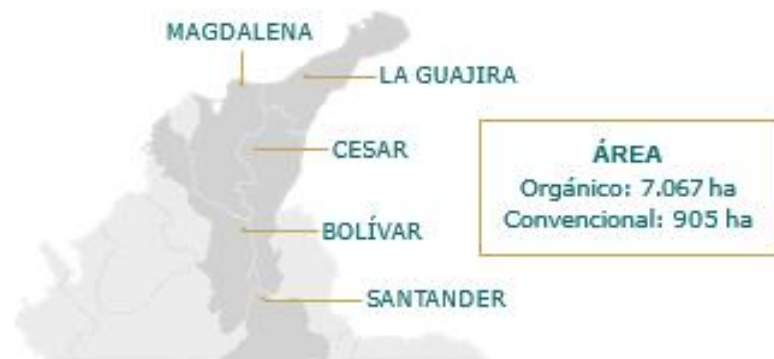 MAGDALENA
LA GUAJIRA
CESAR
ÁREA
Orgánico: 7.067 ha
Convencional: 905 ha
BOLÍVAR
SANTANDER